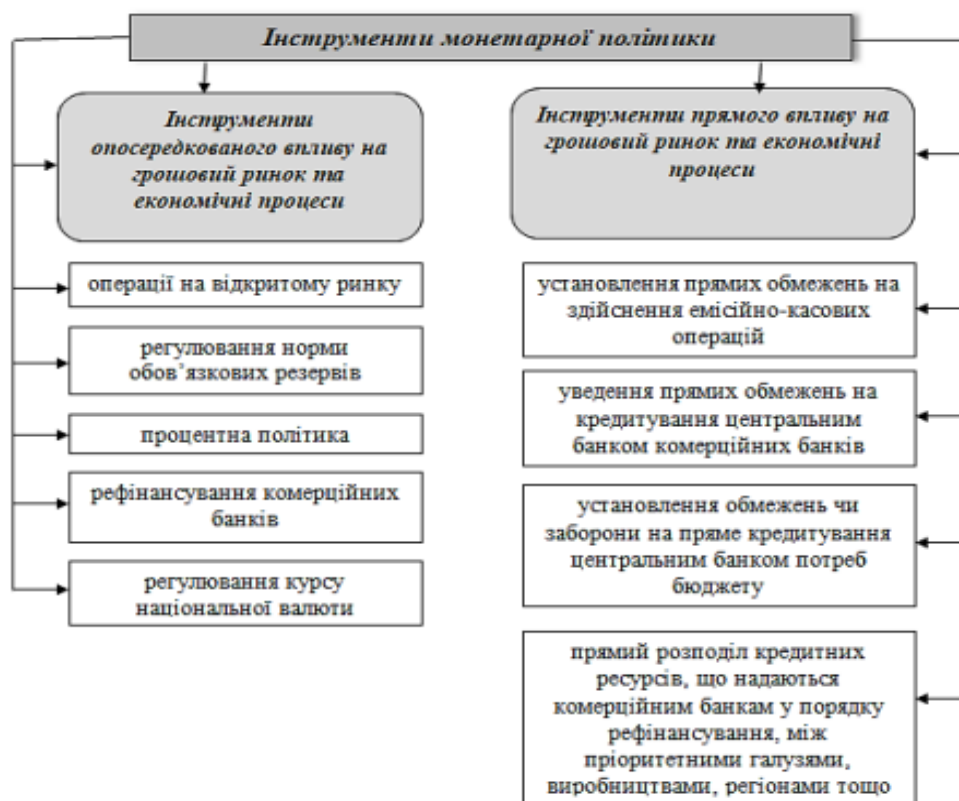 Інструменти монетарної політики
Інструменти
опосередкованого впливу на
грошовий ринок та
економічні процеси
операції на відкритому ринку
регулювання норми
обов’язкових резервів
процентна політика
рефінансування комерційних
банків
регулювання курсу
національної валюти
Інструменти прямого впливу на
грошовий ринок та економічні
процеси
установлення прямих обмежень на
здійснення емісійно-касових
операцій
уведення прямих обмежень на
кредитування центральним
банком комерційних банків
установлення обмежень чи
заборони на пряме кредитування
центральним банком потреб
бюджету
прямий розподіл кредитних
ресурсів, що надаються
комерційним банкам у порядку
рефінансування, між
пріоритетними галузями,
виробництвами, регіонами тощо